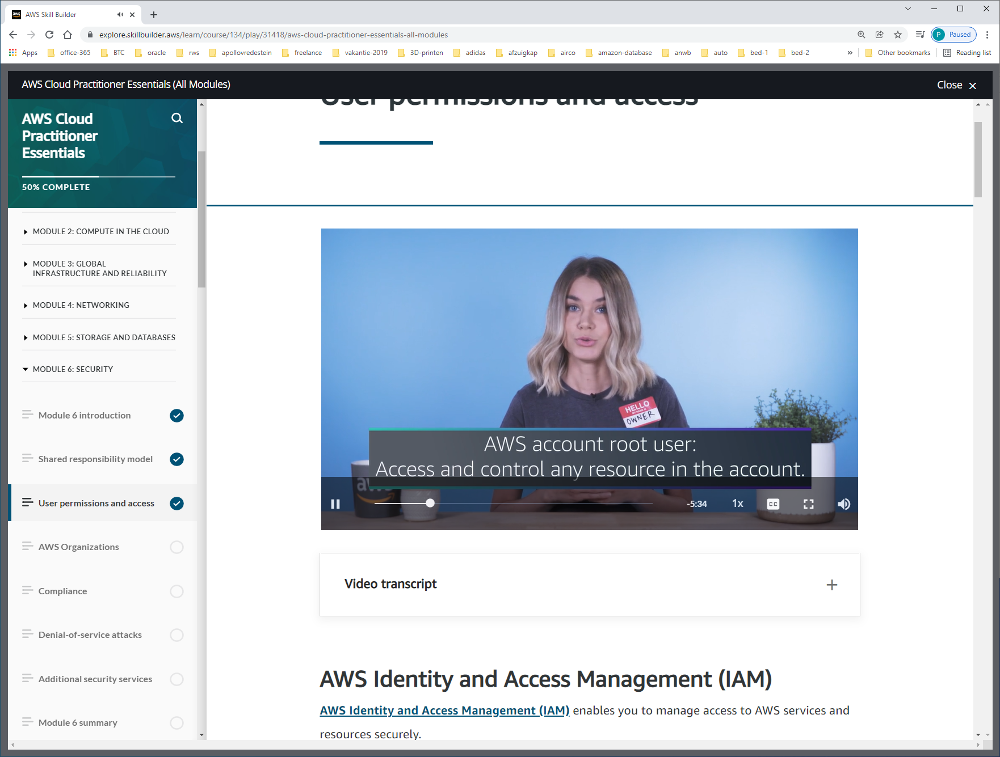 aws
AWS Skill Builder
explore.skillbuilder.aws/learn/course/134/play/31418/aws-cloud-practitioner-essentials-all-modules
P Paused
Apps office-365 BTC oracle rws apollovredestein freelance vakantie-2019 3D-printen adidas afzuigkap airco amazon-database anwb auto bed-1 bed-2 » Other bookmarks Reading list
AWS Cloud Practitioner Essentials (All Modules)
Close
AWS Cloud
Practitioner
Essentials
50% COMPLETE
MODULE 2: COMPUTE IN THE CLOUD
MODULE 3: GLOBAL
INFRASTRUCTURE AND RELIABILITY
MODULE 4: NETWORKING
MODULE 5: STORAGE AND DATABASES
MODULE 6: SECURITY
Module 6 introduction
Shared responsibility model
User permissions and access
AWS Organizations
Compliance
Denial-of-service attacks
Additional security services
Module 6 summary
User permissions and access
HELLO
MY NAME IS
OWNER
AWS account root user:
Access and control any resource in the account.
aws
-5:34
1x
CC
Video transcript
AWS Identity and Access Management (IAM)
AWS Identity and Access Management (IAM) enables you to manage access to AWS services and
resources securely.